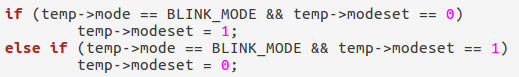 if (temp->mode == BLINK_MODE && temp->modeset == 0)
        temp->modeset = 1;
else if (temp->mode == BLINK_MODE && temp->modeset == 1)
        temp->modeset = 0;